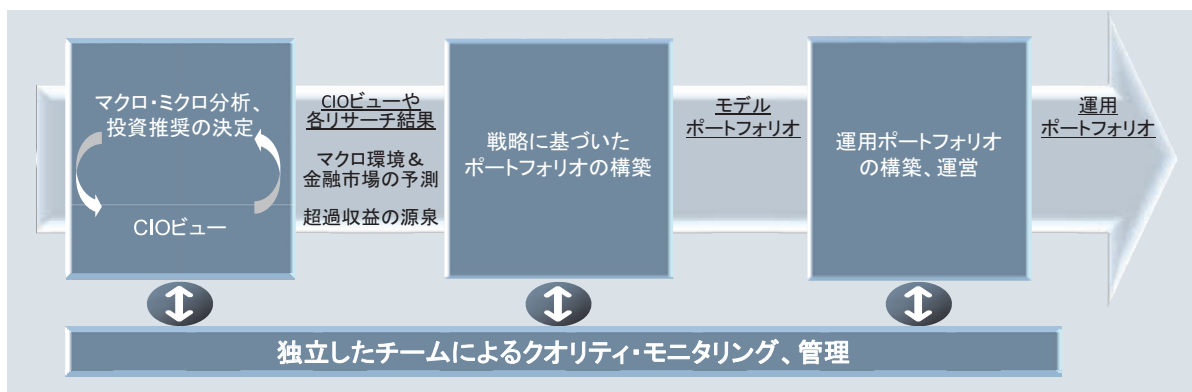 マクロ・ミクロ分析、
投資推奨の決定
CIOビュー
CIOビューや
各リサーチ結果
マクロ環境＆
金融市場の予測
超過収益の源泉
戦略に基づいた
ポートフォリオの構築
モデル
ポートフォリオ
運用ポートフォリオ
の構築、運営
運用
ポートフォリオ
独立したチームによるクオリティ・モニタリング、管理